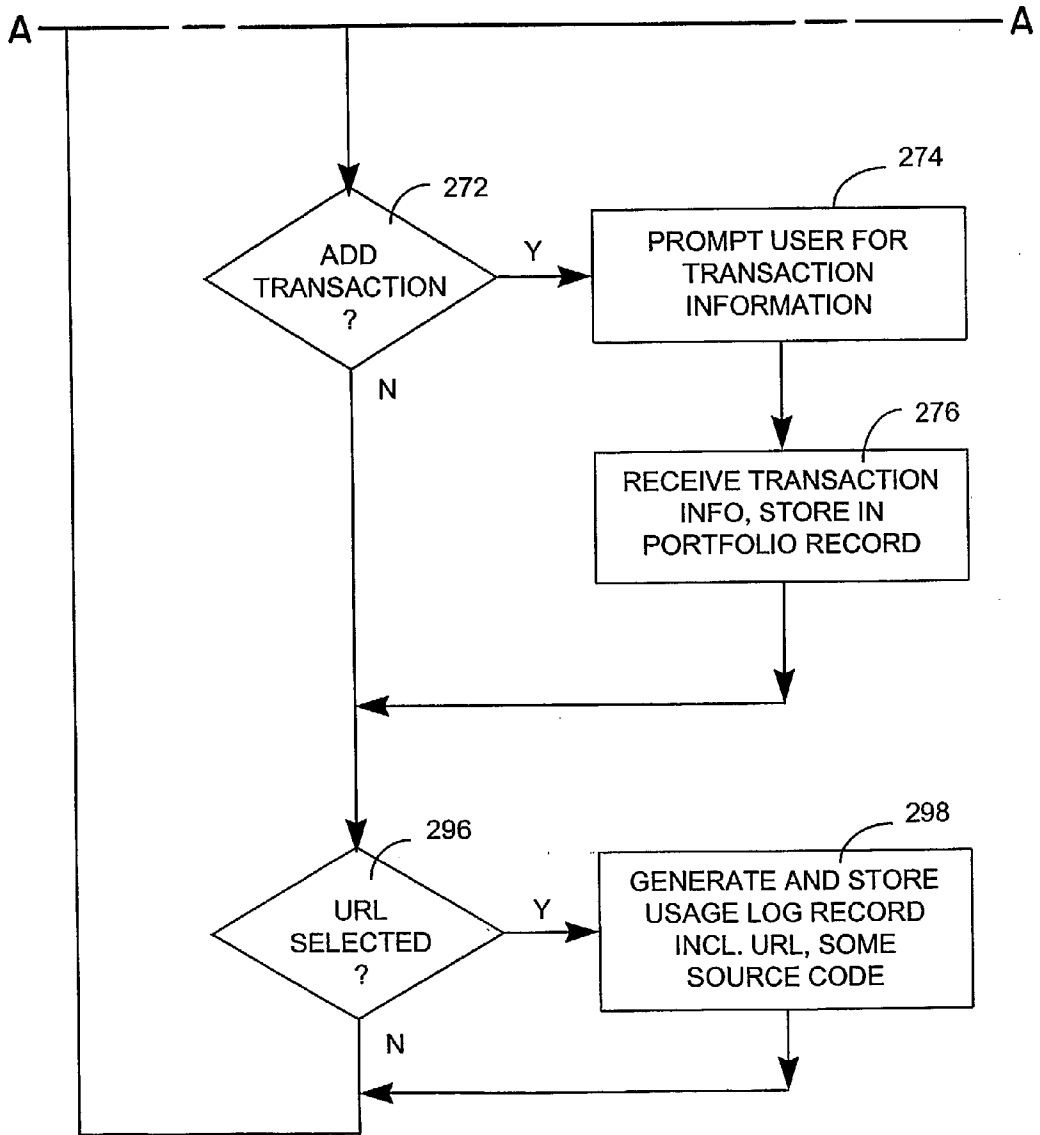 A A
272
ADD
TRANSACTION
?
Y
N
274
PROMPT USER FOR
TRANSACTION
INFORMATION
276
RECEIVE TRANSACTION
INFO, STORE IN
PORTFOLIO RECORD
296
URL
SELECTED
?
Y
N
298
GENERATE AND STORE
USAGE LOG RECORD
INCL. URL, SOME
SOURCE CODE